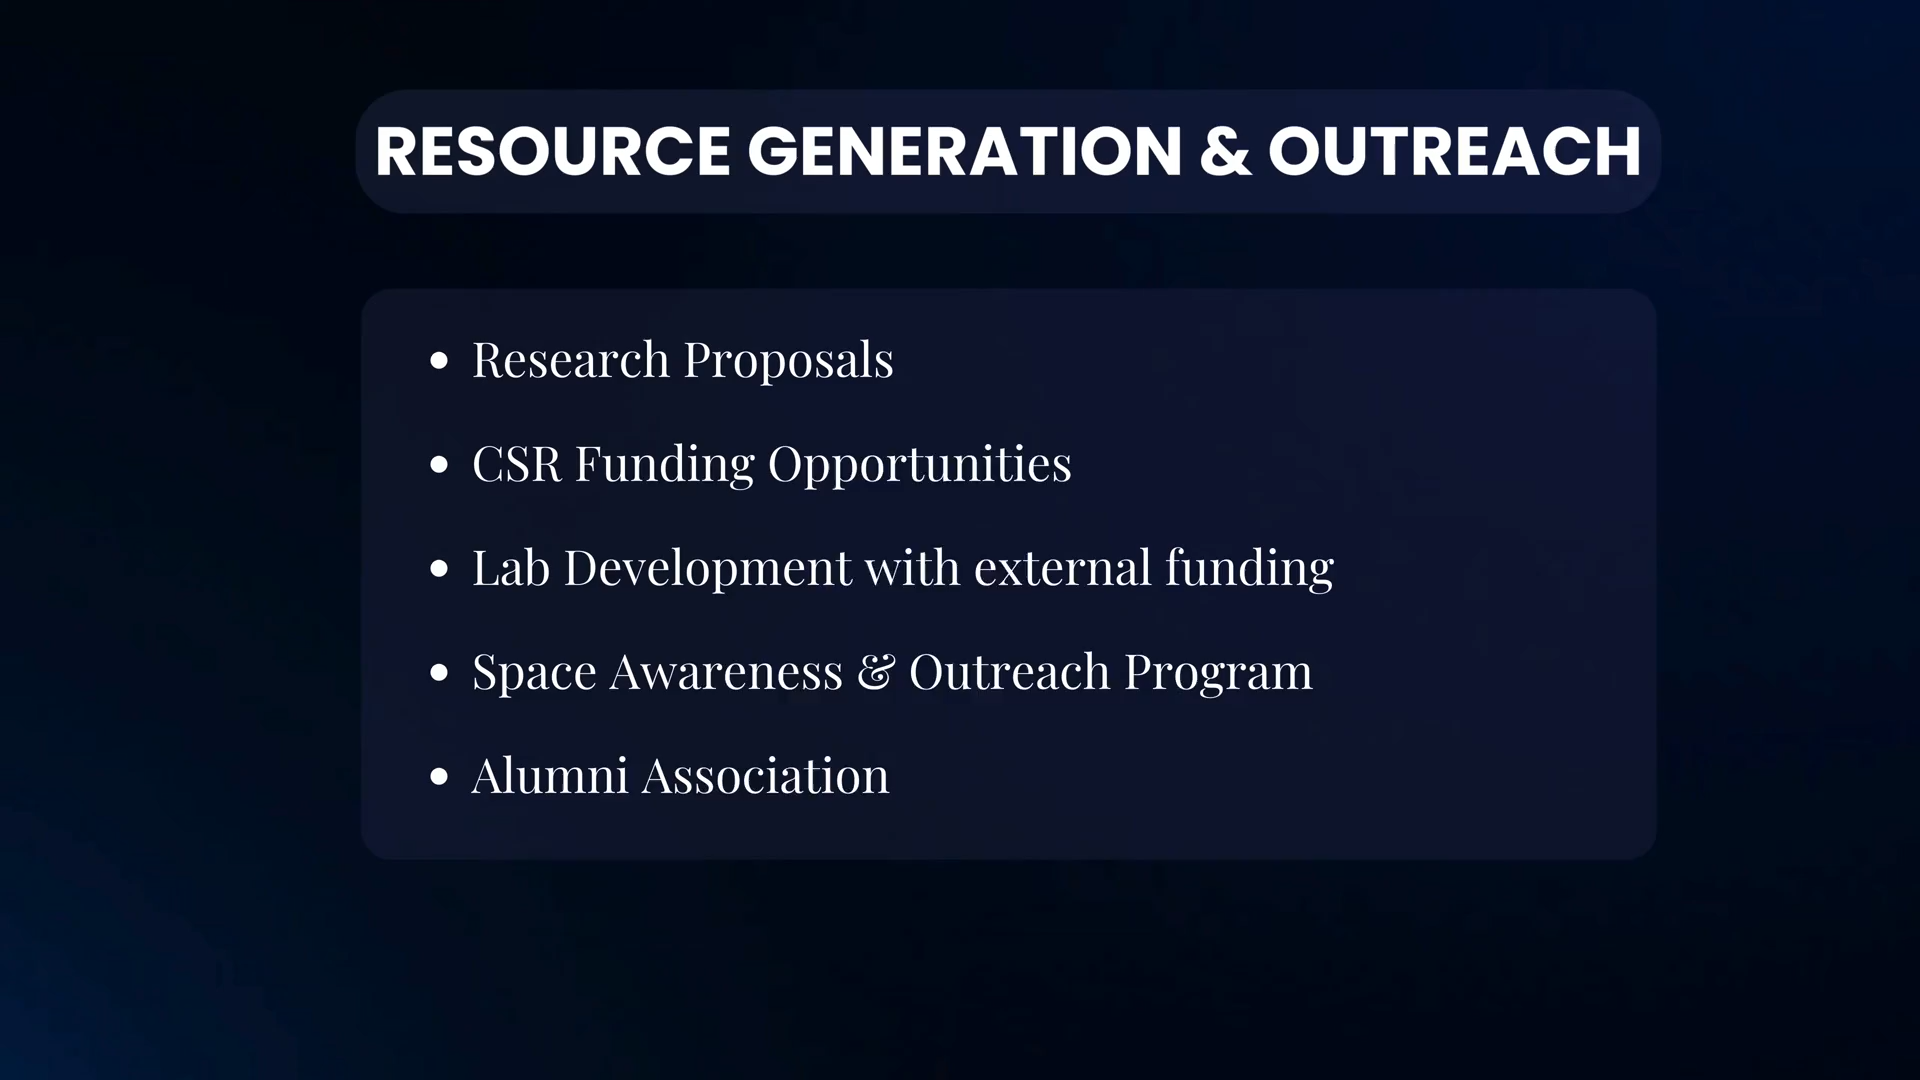 RESOURCE GENERATION & OUTREACH
• Research Proposals
• CSR Funding Opportunities
• Lab Development with external funding
• Space Awareness & Outreach Program
• Alumni Association